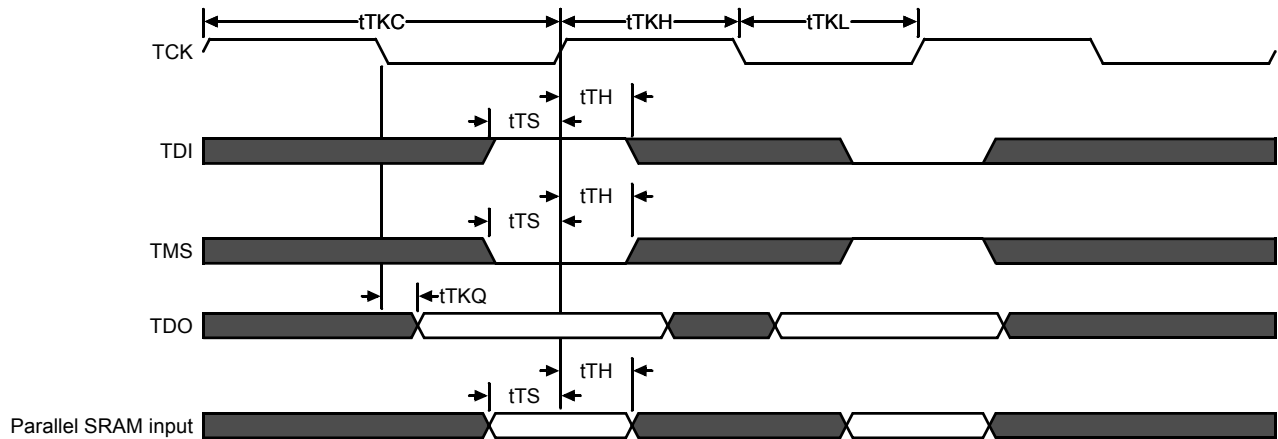 tTKC tTKH tTKL
TCK
tTH
tTS
TDI
tTH
tTS
TMS
tTKQ
TDO
tTH
tTS
Parallel SRAM input